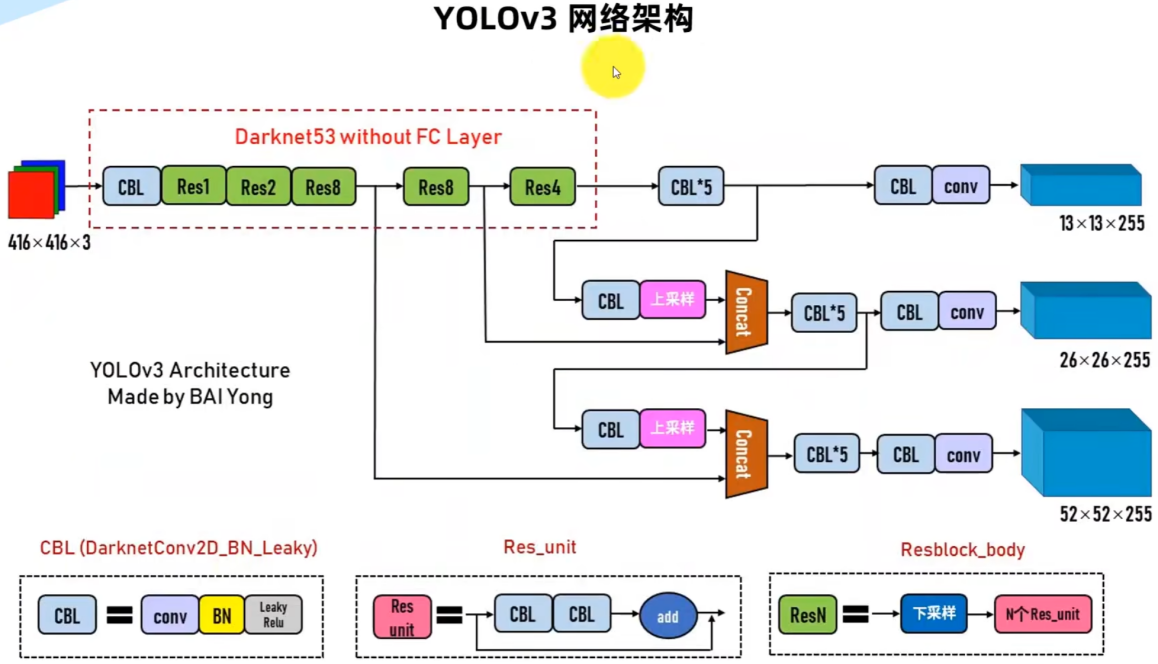 YOLOv3 网络架构
Darknet53 without FC Layer
CBL Res1 Res2 Res8 Res8 Res4 CBL*5 CBL conv
416×416×3
13×13×255
CBL 上采样 Concat CBL*5 CBL conv
26×26×255
YOLOv3 Architecture
Made by BAI Yong
CBL 上采样 Concat CBL*5 CBL conv
52×52×255
CBL (DarknetConv2D_BN_Leaky)
CBL = conv BN Leaky
Relu
Res_unit
Res
unit
= CBL CBL add
Resblock_body
ResN = 下采样 N个Res_unit